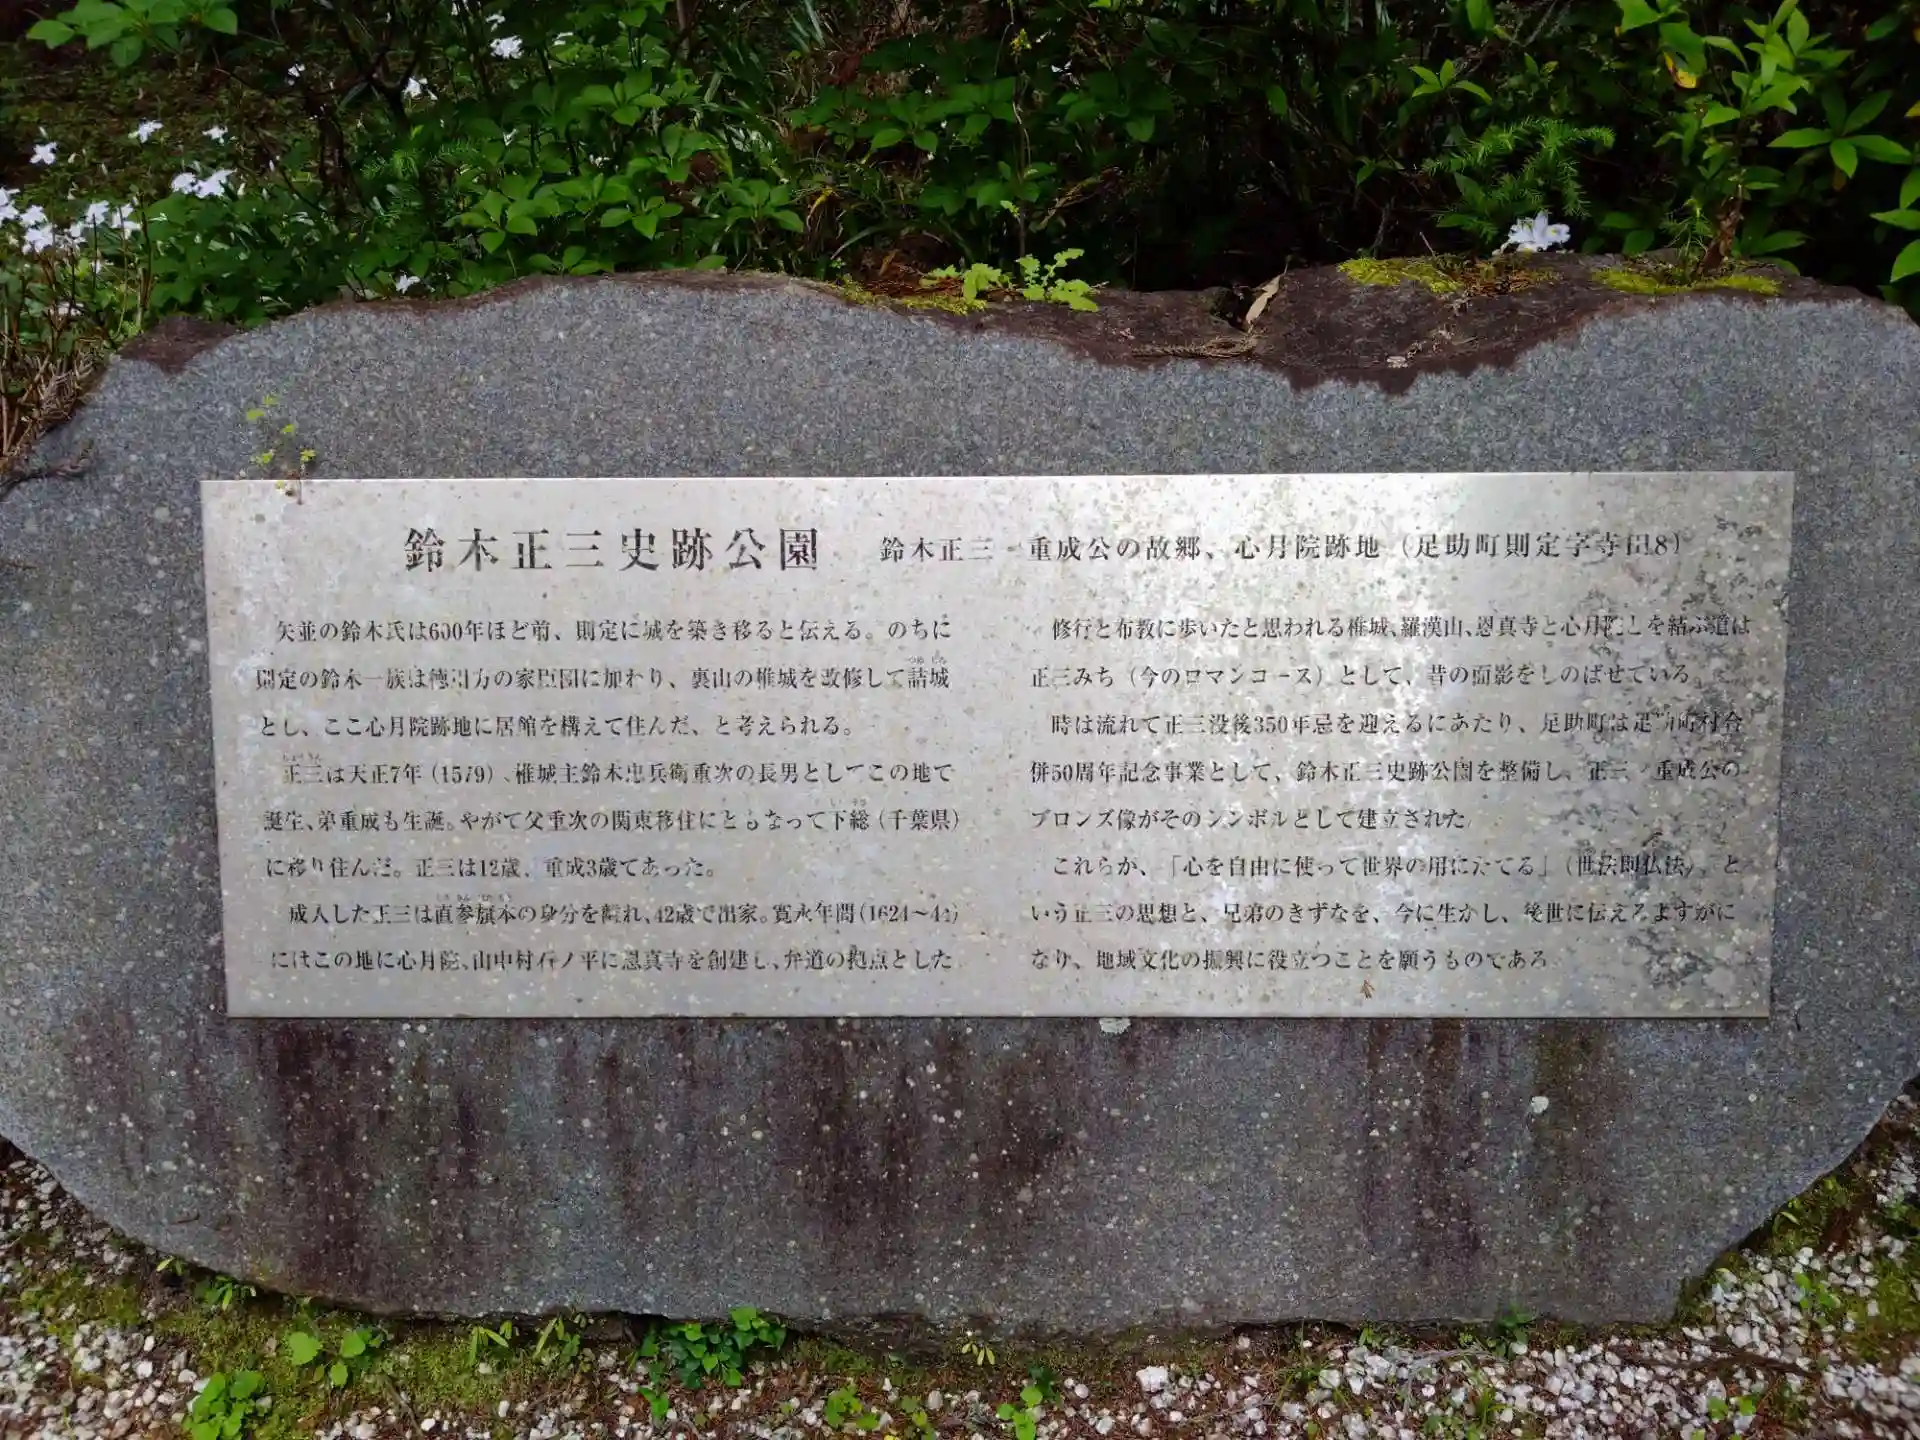 鈴木正三史跡公園　鈴木正三・重成公の故郷、心月院跡地（足助町則定字寺田8）
矢並の鈴木氏は600年ほど前、則定に城を築き移ると伝える。のちに
則定の鈴木一族は徳川方の家臣団に加わり、裏山の椎城を改修して詰城
とし、ここ心月院跡地に居館を構えて住んだ、と考えられる。
正三は天正7年（1579）、椎城主鈴木忠兵衛重次の長男としてこの地で
誕生、弟重成も生誕。やがて父重次の関東移住にともなって下総（千葉県）
に移り住んだ。正三は12歳、重成3歳であった。
成人した正三は直参旗本の身分を離れ、42歳で出家。寛永年間（1624～44）
にはこの地に心月院、山中村石ノ平に恩真寺を創建し、弁道の拠点とした
修行と布教に歩いたと思われる椎城、羅漢山、恩真寺と心月院とを結ぶ道は
正三みち（今のロマンコース）として、昔の面影をしのばせている。
時は流れて正三没後350年忌を迎えるにあたり、足助町は足助町村合
併50周年記念事業として、鈴木正三史跡公園を整備し、正三・重成公の
ブロンズ像がそのシンボルとして建立された。
これらが、「心を自由に使って世界の用にたてる」（世法即仏法）、と
いう正三の思想と、兄弟のきずなを、今に生かし、後世に伝えるよすがに
なり、地域文化の振興に役立つことを願うものである。